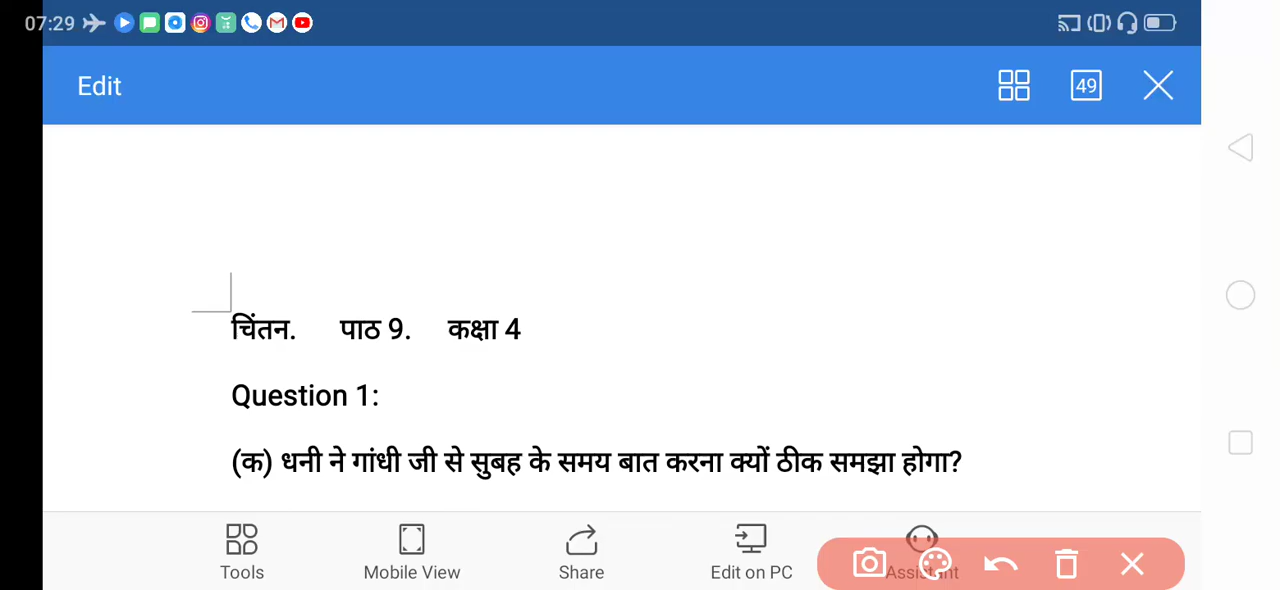 07:29
Edit
49
चिंतन. पाठ 9. कक्षा 4
Question 1:
(क) धनी ने गांधी जी से सुबह के समय बात करना क्यों ठीक समझा होगा?
Tools
Mobile View
Share
Edit on PC
Assistant